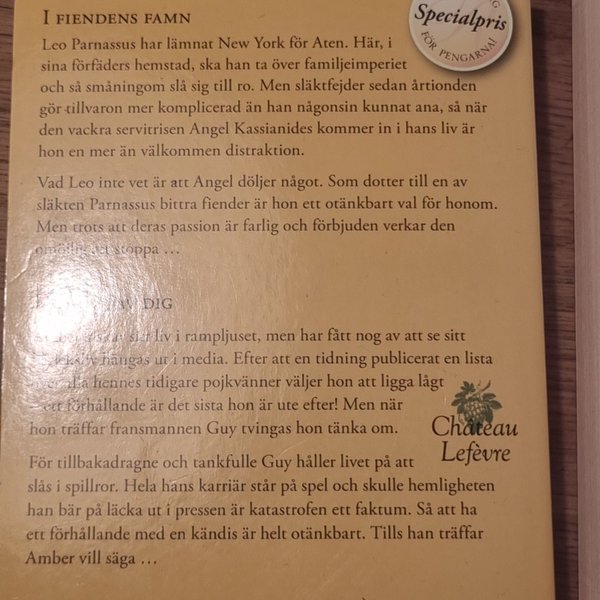 I FIENDENS FAMN
Specialpris
FÖR PENGARNA!
Leo Parnassus har lämnat New York för Aten. Här, i
sina förfäders hemstad, ska han ta över familjeimperiet
och så småningom slå sig till ro. Men släktfejder sedan årtionden
gör tillvaron mer komplicerad än han någonsin kunnat ana, så när
den vackra servitrisen Angel Kassianides kommer in i hans liv är
hon en mer än välkommen distraktion.
Vad Leo inte vet är att Angel döljer något. Som dotter till en av
släkten Parnassus bittra fiender är hon ett otänkbart val för honom.
Men trots att deras passion är farlig och förbjuden verkar den
omöjlig att stoppa …
AV DIG
sitt liv i rampljuset, men har fått nog av att se sitt
hängas ut i media. Efter att en tidning publicerat en lista
över alla hennes tidigare pojkvänner väljer hon att ligga lågt
– ett förhållande är det sista hon är ute efter! Men när
hon träffar fransmannen Guy tvingas hon tänka om.
Château
Lefèvre
För tillbakadragne och tankfulle Guy håller livet på att
slås i spillror. Hela hans karriär står på spel och skulle hemligheten
han bär på läcka ut i pressen är katastrofen ett faktum. Så att ha
ett förhållande med en kändis är helt otänkbart. Tills han träffar
Amber vill säga …